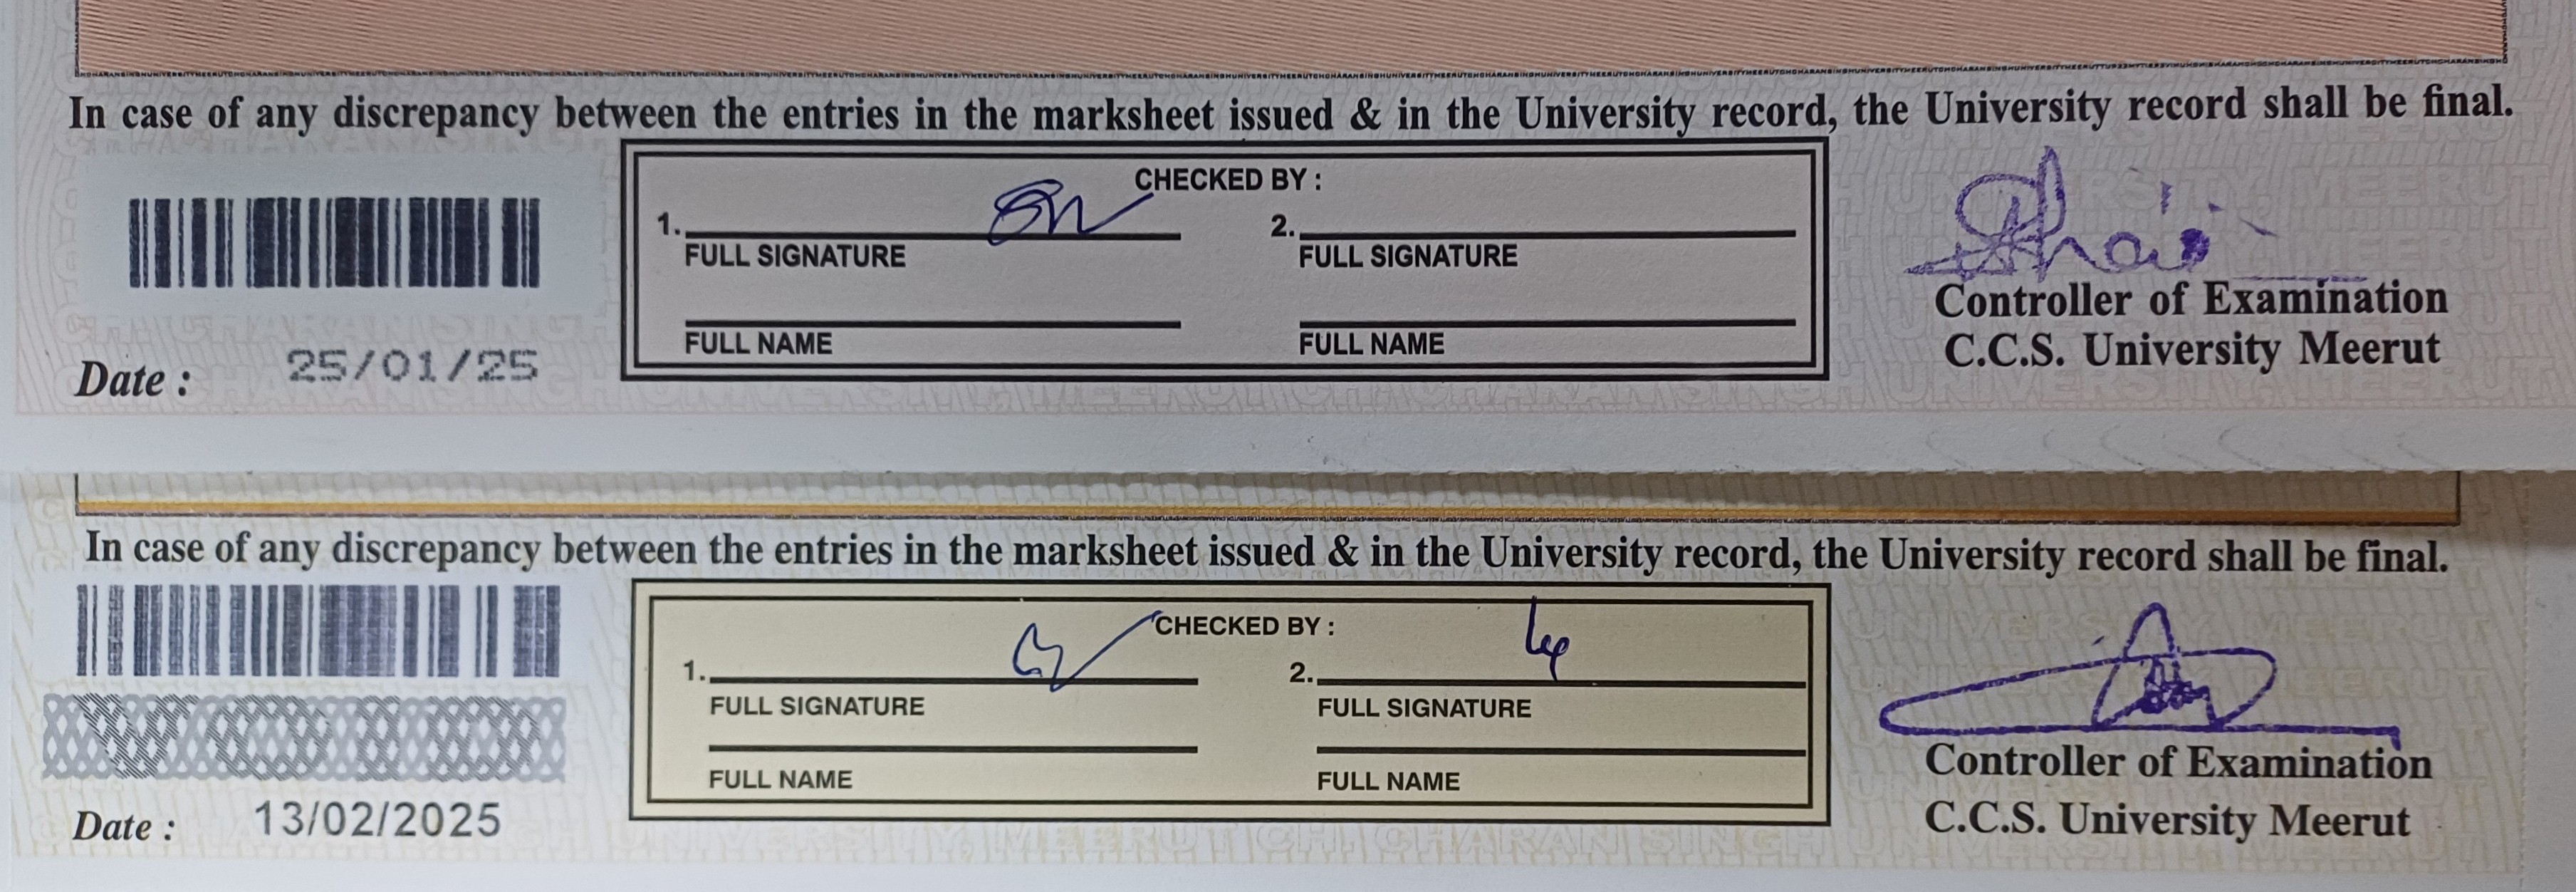 In case of any discrepancy between the entries in the marksheet issued & in the University record, the University record shall be final.
CHECKED BY :
1.
2.
FULL SIGNATURE
FULL SIGNATURE
FULL NAME
FULL NAME
Date : 25/01/25
Controller of Examination
C.C.S. University Meerut
In case of any discrepancy between the entries in the marksheet issued & in the University record, the University record shall be final.
CHECKED BY :
1.
2.
FULL SIGNATURE
FULL SIGNATURE
FULL NAME
FULL NAME
Date : 13/02/2025
Controller of Examination
C.C.S. University Meerut